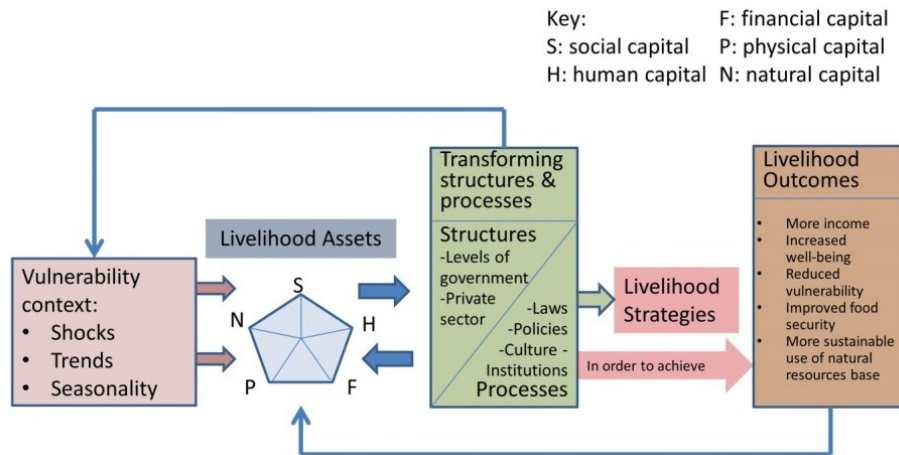 Key:
S: social capital
H: human capital
F: financial capital
P: physical capital
N: natural capital
Vulnerability
context:
• Shocks
• Trends
• Seasonality
Livelihood Assets
S
N
H
P
F
Transforming
structures &
processes
Structures
-Levels of
government
-Private
sector
-Laws
-Policies
-Culture -
Institutions
Processes
Livelihood
Strategies
In order to achieve
Livelihood
Outcomes
• More income
• Increased
well-being
• Reduced
vulnerability
• Improved food
security
• More sustainable
use of natural
resources base